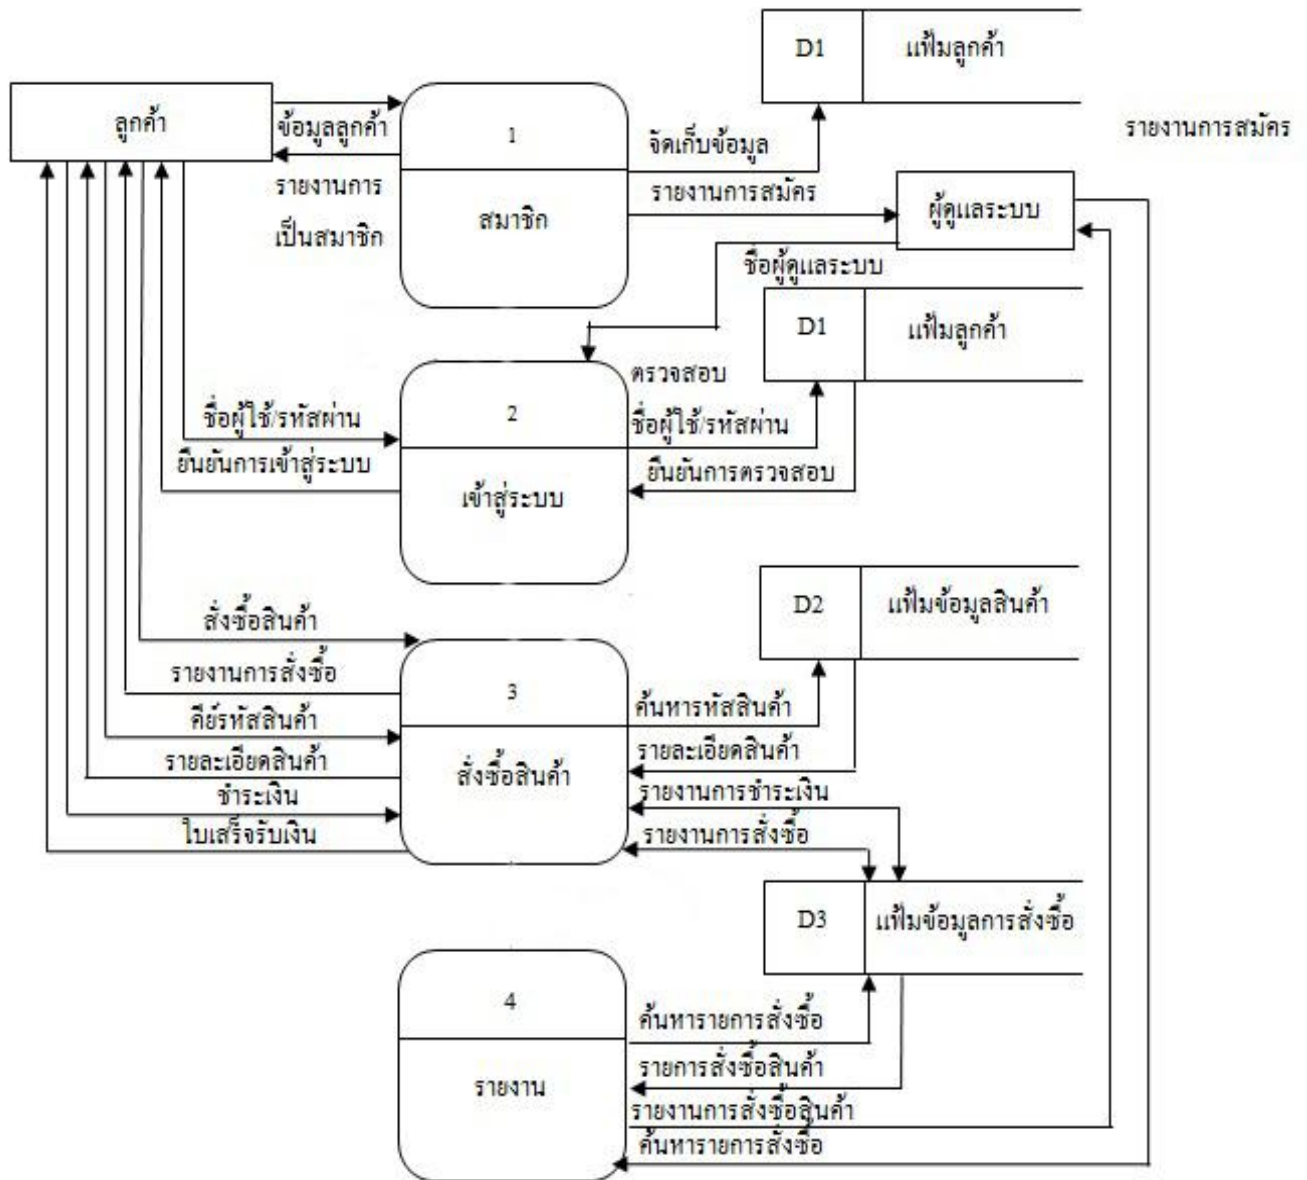 D1
แฟ้มลูกค้า
ลูกค้า
ข้อมูลลูกค้า
1
จัดเก็บข้อมูล
รายงานการสมัคร
รายงานการ
เป็นสมาชิก
สมาชิก
รายงานการสมัคร
ผู้ดูแลระบบ
ชื่อผู้ดูแลระบบ
D1
แฟ้มลูกค้า
ตรวจสอบ
ชื่อผู้ใช้/รหัสผ่าน
2
ชื่อผู้ใช้/รหัสผ่าน
ยืนยันการเข้าสู่ระบบ
ยืนยันการตรวจสอบ
เข้าสู่ระบบ
D2
แฟ้มข้อมูลสินค้า
สั่งซื้อสินค้า
รายงานการสั่งซื้อ
3
ค้นหารหัสสินค้า
คีย์รหัสสินค้า
รายละเอียดสินค้า
รายละเอียดสินค้า
สั่งซื้อสินค้า
ชำระเงิน
รายงานการชำระเงิน
ใบเสร็จรับเงิน
รายงานการสั่งซื้อ
D3
แฟ้มข้อมูลการสั่งซื้อ
4
ค้นหารายการสั่งซื้อ
รายการสั่งซื้อสินค้า
รายงาน
รายงานการสั่งซื้อสินค้า
ค้นหารายการสั่งซื้อ